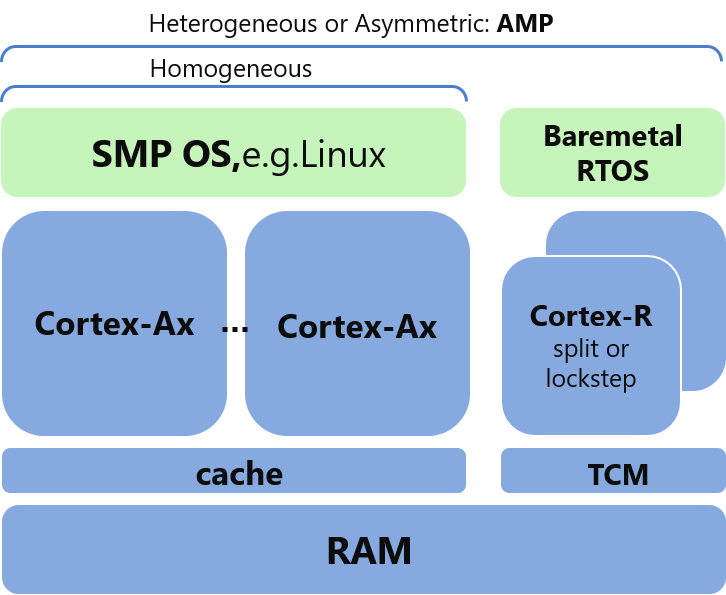 Heterogeneous or Asymmetric: AMP
Homogeneous
SMP OS,e.g.Linux
Baremetal
RTOS
Cortex-Ax ... Cortex-Ax
Cortex-R
split or
lockstep
cache
TCM
RAM